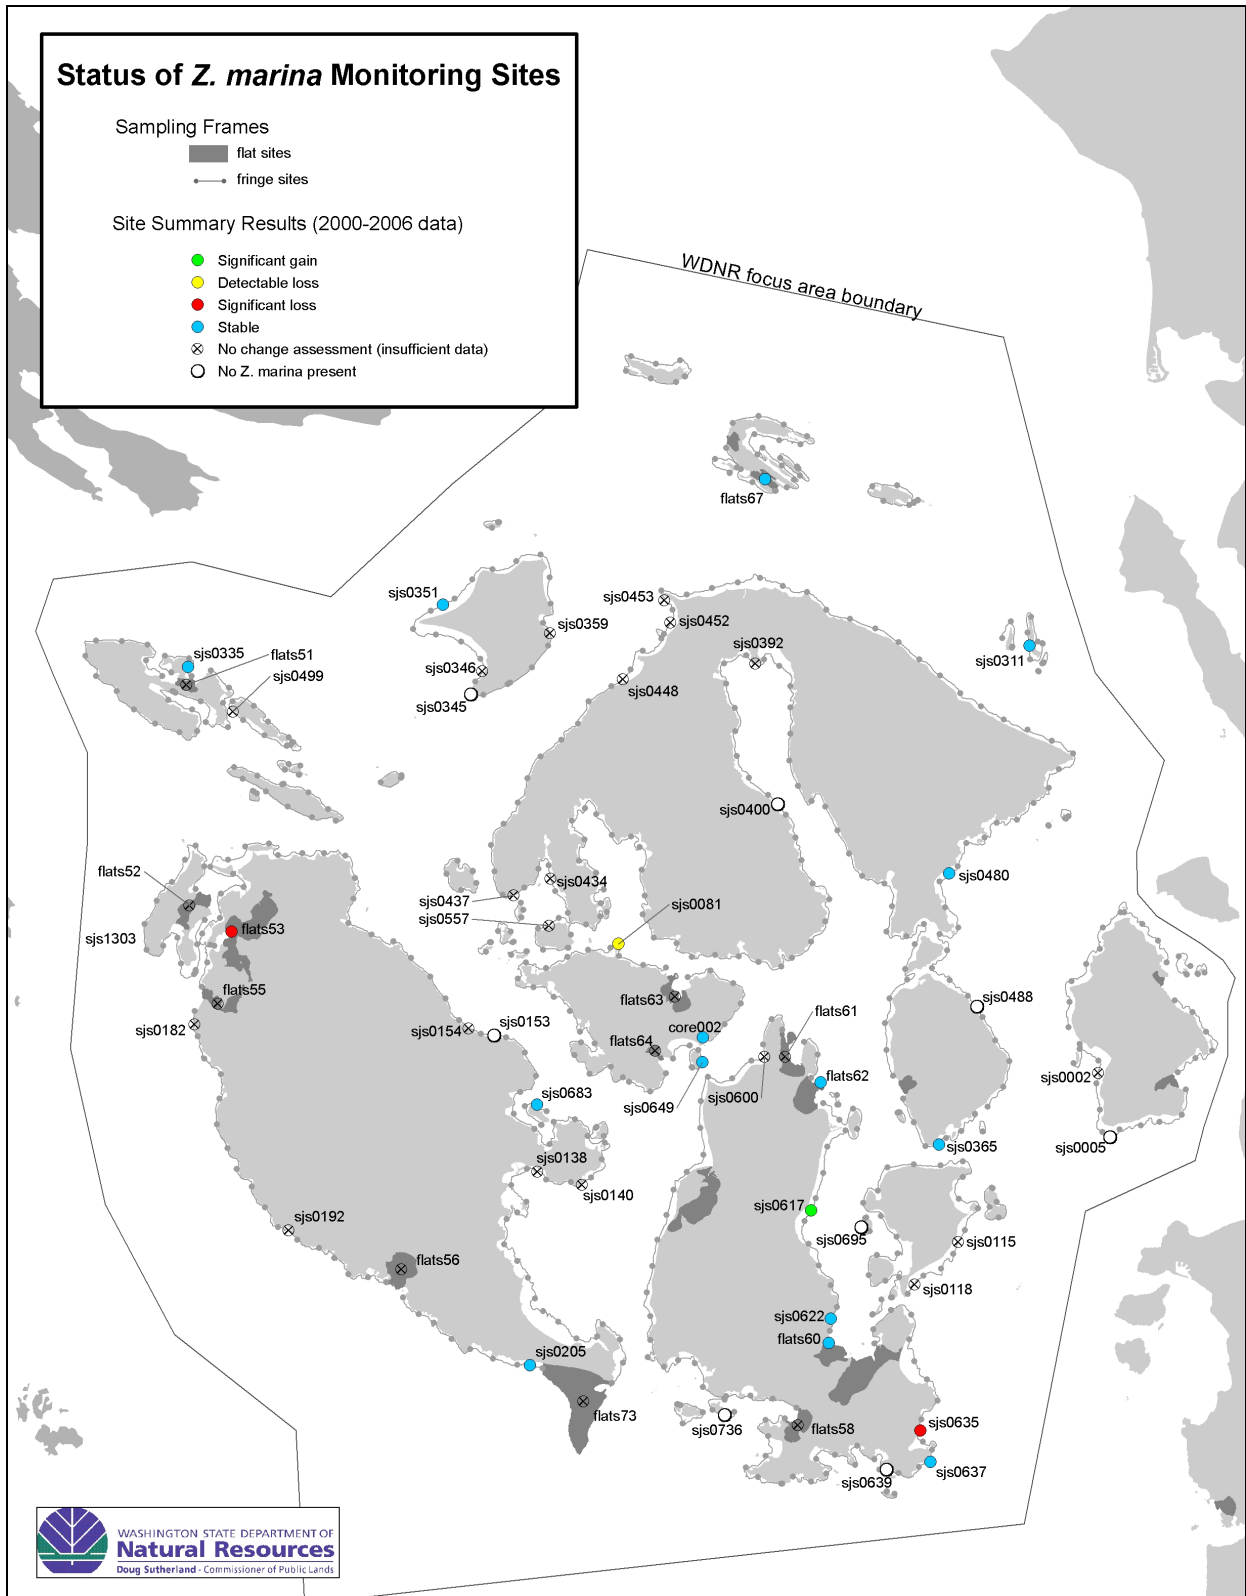 Status of Z. marina Monitoring Sites
Sampling Frames
flat sites
fringe sites
Site Summary Results (2000-2006 data)
Significant gain
Detectable loss
Significant loss
Stable
No change assessment (insufficient data)
No Z. marina present
WDNR focus area boundary
flats67
sjs0351
sjs0453
sjs0359
sjs0452
sjs0392
sjs0335
flats51
sjs0311
sjs0346
sjs0499
sjs0448
sjs0345
sjs0400
flats52
sjs0434
sjs0480
sjs0437
sjs0081
sjs0557
flats53
sjs1303
flats55
flats63
sjs0488
flats61
sjs0182
sjs0154
sjs0153
core002
flats64
flats62
sjs0002
sjs0683
sjs0649
sjs0600
sjs0365
sjs0005
sjs0138
sjs0140
sjs0617
sjs0192
sjs0695
sjs0115
flats56
sjs0118
sjs0622
flats60
sjs0205
flats73
sjs0736
flats58
sjs0635
sjs0637
sjs0639
WASHINGTON STATE DEPARTMENT OF
Natural Resources
Doug Sutherland - Commissioner of Public Lands